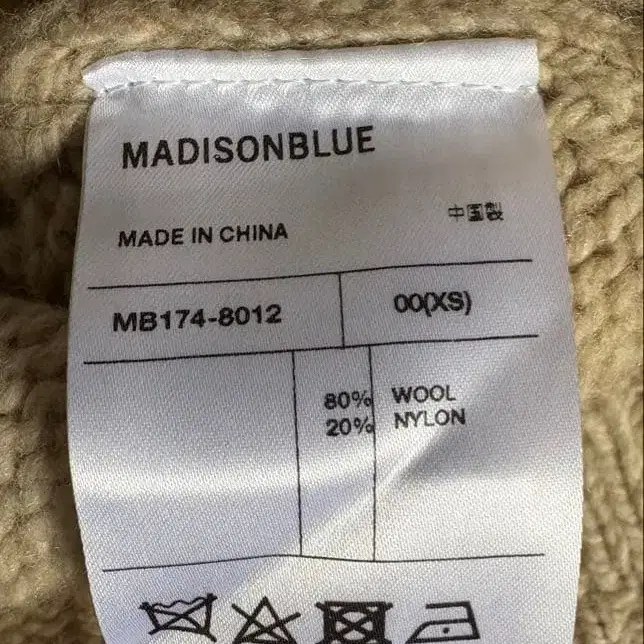 MADISONBLUE
中国製
MADE IN CHINA
MB174-8012 00(XS)
80% WOOL
20% NYLON